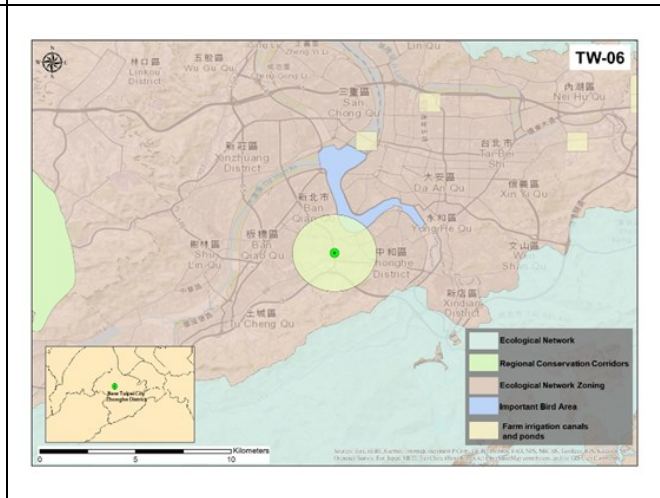 TW-06
N
W
E
S
林口區
Linkou
District
五股區
Wu Gu Qu
Lin Qu
三重區
San
Chong Qu
內湖區
Nei Hu Qu
新莊區
Xinzhuang
District
台北市
Tai Bei
Shi
大安區
Da An Qu
信義區
Xin Yi Qu
新北市
Ban
永和區
Yong He Qu
板橋區
Ban
Qiao Qu
樹林區
Shu
Lin Qu
中和區
Zhonghe
District
文山區
Wen
Shan Qu
土城區
Tu Cheng Qu
新店區
Xindian
District
New Taipei City
Zhonghe District
Ecological Network
Regional Conservation Corridors
Ecological Network Zoning
Important Bird Area
Farm irrigation canals
and ponds
Kilometers
0
5
10